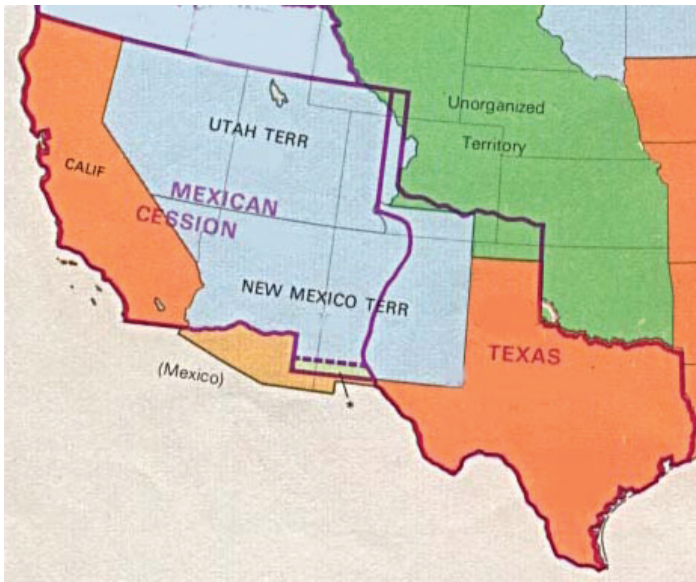 Unorganized
Territory
UTAH TERR
CALIF
MEXICAN
CESSION
NEW MEXICO TERR
TEXAS
(Mexico)
*